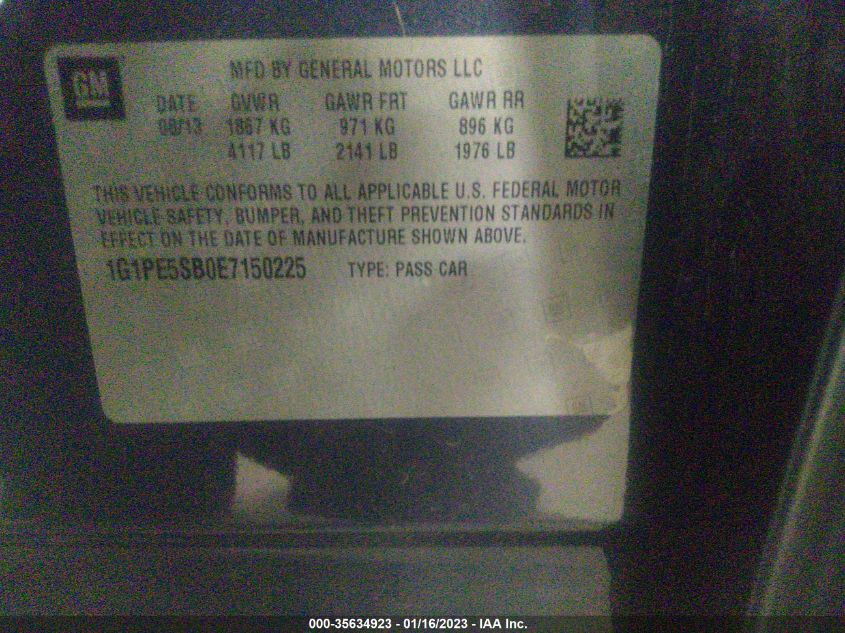 GM
MFD BY GENERAL MOTORS LLC
DATE GVWR GAWR FRT GAWR RR
08/13 1867 KG 971 KG 896 KG
4117 LB 2141 LB 1976 LB
THIS VEHICLE CONFORMS TO ALL APPLICABLE U.S. FEDERAL MOTOR
VEHICLE SAFETY, BUMPER, AND THEFT PREVENTION STANDARDS IN
EFFECT ON THE DATE OF MANUFACTURE SHOWN ABOVE.
1G1PE5SB0E7150225 TYPE: PASS CAR
000-35634923 - 01/16/2023 - IAA Inc.